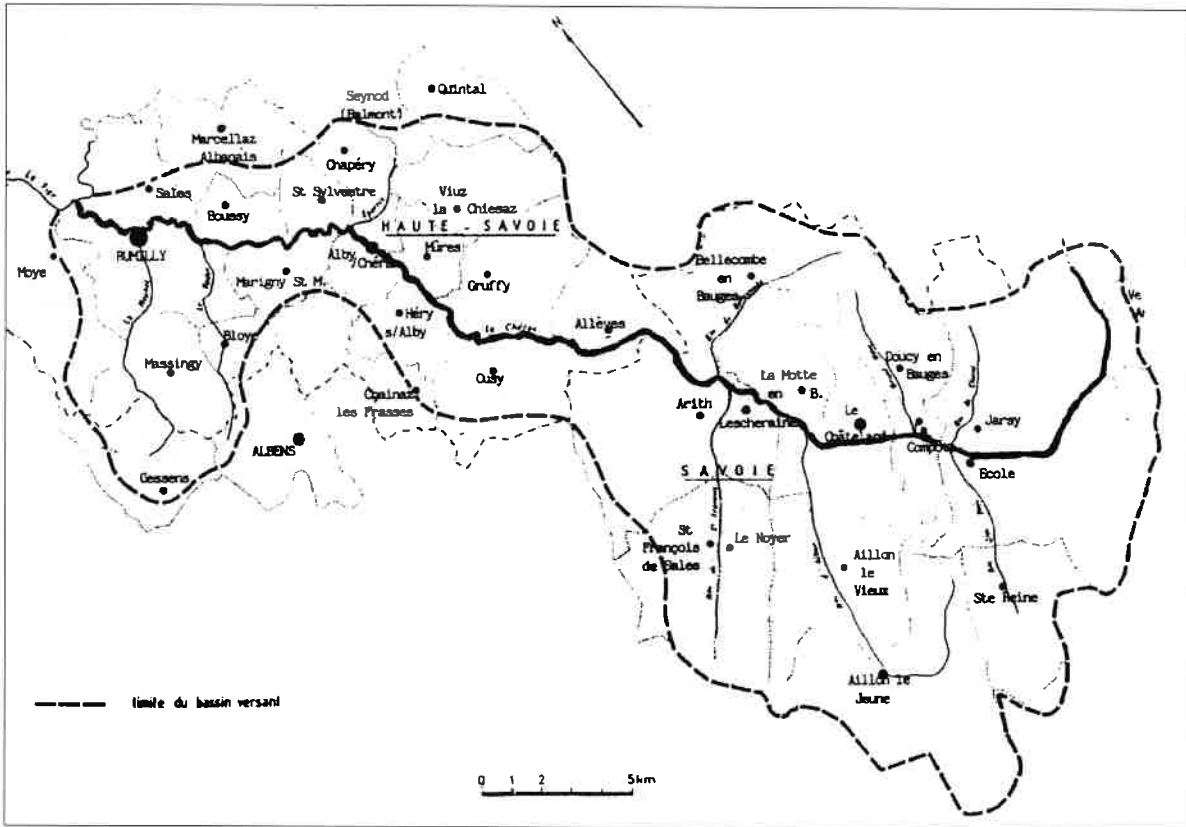 N
Quintal
Seynod
(Balmont)
Marcellaz
Albanais
Chapéry
Le Fier
Sales
Boussy
St Sylvestre
Viuz
la Chiesaz
HAUTE - SAVOIE
Mûres
RUMILLY
Moye
Alby
Marigny St M.
Gruffy
Bellecombe
en
Bauges
Héry
s/Alby
Le Chéran
Allèves
Bloye
Massingy
Cusy
La Motte
en
B.
Doucy en
Bauges
Arith
Lescheraine
Le
Châtelard
Jarsy
Compote
Ecole
ALBENS
les Frasses
SAVOIE
Gessens
St
François
de Sales
Le Noyer
Aillon
le
Vieux
Ste Reine
Aillon le
Jeune
limite du bassin versant
0 1 2 5km